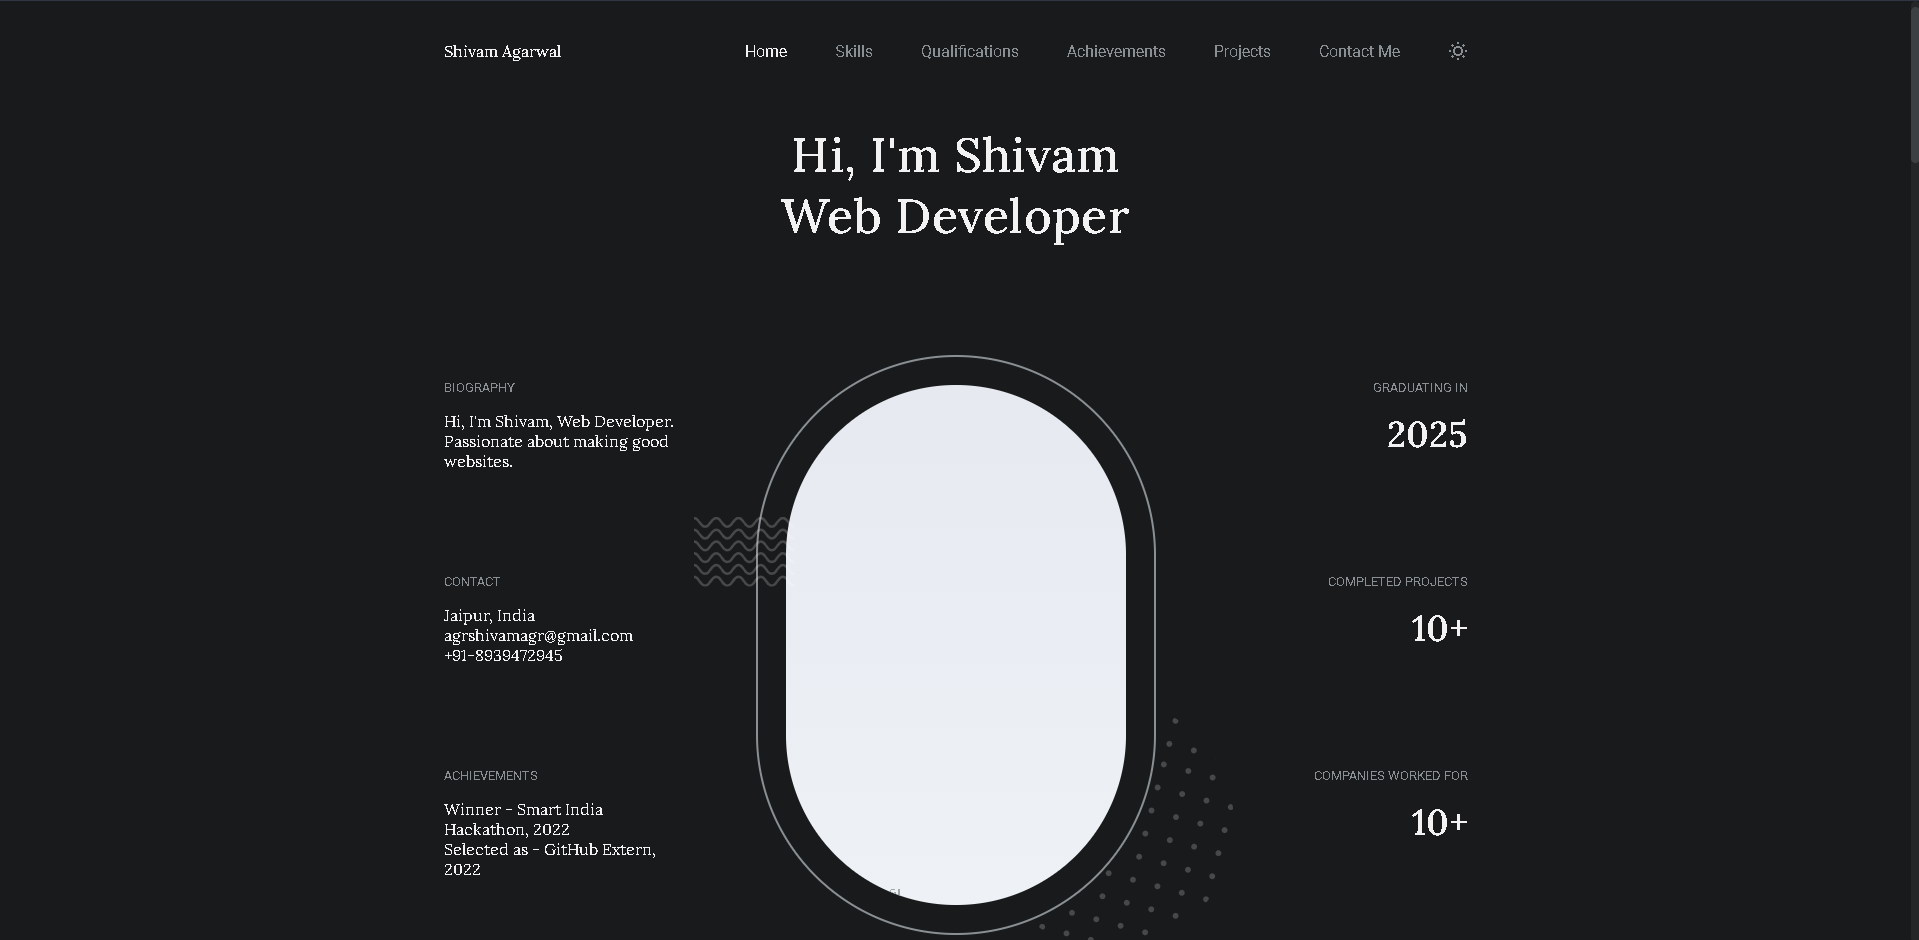 Shivam Agarwal
Home
Skills
Qualifications
Achievements
Projects
Contact Me
Hi, I'm Shivam
Web Developer
BIOGRAPHY
Hi, I'm Shivam, Web Developer.
Passionate about making good
websites.
CONTACT
Jaipur, India
agrshivamagr@gmail.com
+91-8939472945
ACHIEVEMENTS
Winner - Smart India
Hackathon, 2022
Selected as - GitHub Extern,
2022
GRADUATING IN
2025
COMPLETED PROJECTS
10+
COMPANIES WORKED FOR
10+